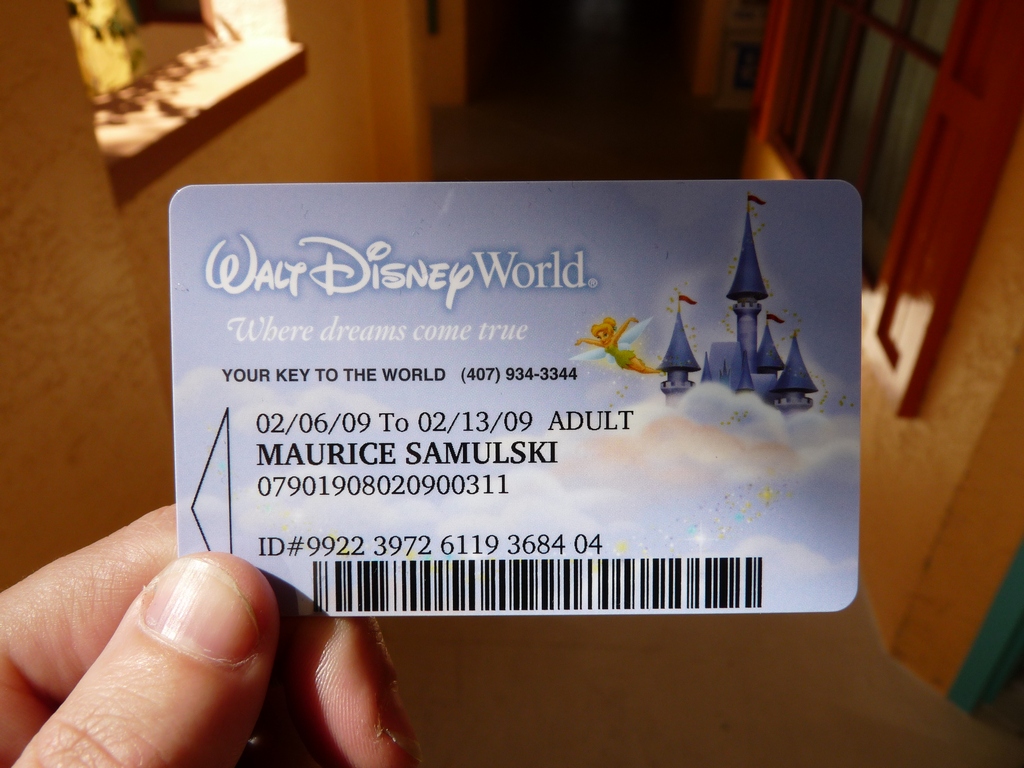 WALT DISNEY World®
Where dreams come true
YOUR KEY TO THE WORLD (407) 934-3344
02/06/09 To 02/13/09 ADULT
MAURICE SAMULSKI
07901908020900311
ID#9922 3972 6119 3684 04